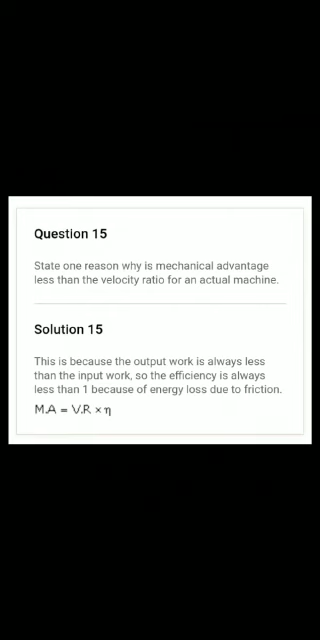 Question 15
State one reason why is mechanical advantage
less than the velocity ratio for an actual machine.
Solution 15
This is because the output work is always less
than the input work, so the efficiency is always
less than 1 because of energy loss due to friction.
M.A = V.R × η